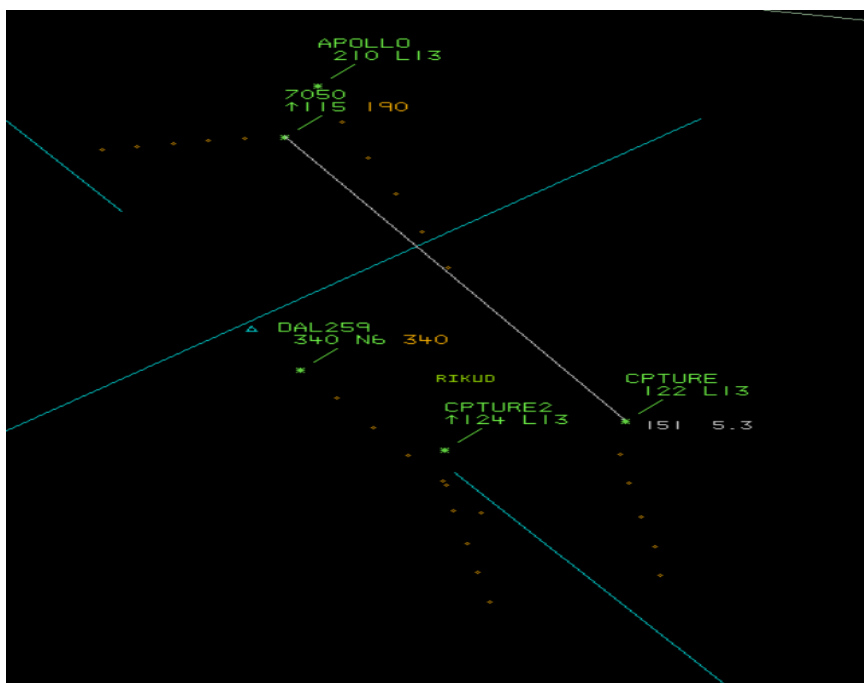 APOLLO
210 L13
7050
↑115 190
DAL259
340 N6 340
RIKUD
CPTURE
122 L13
CPTURE2
↑124 L13
151 5.3